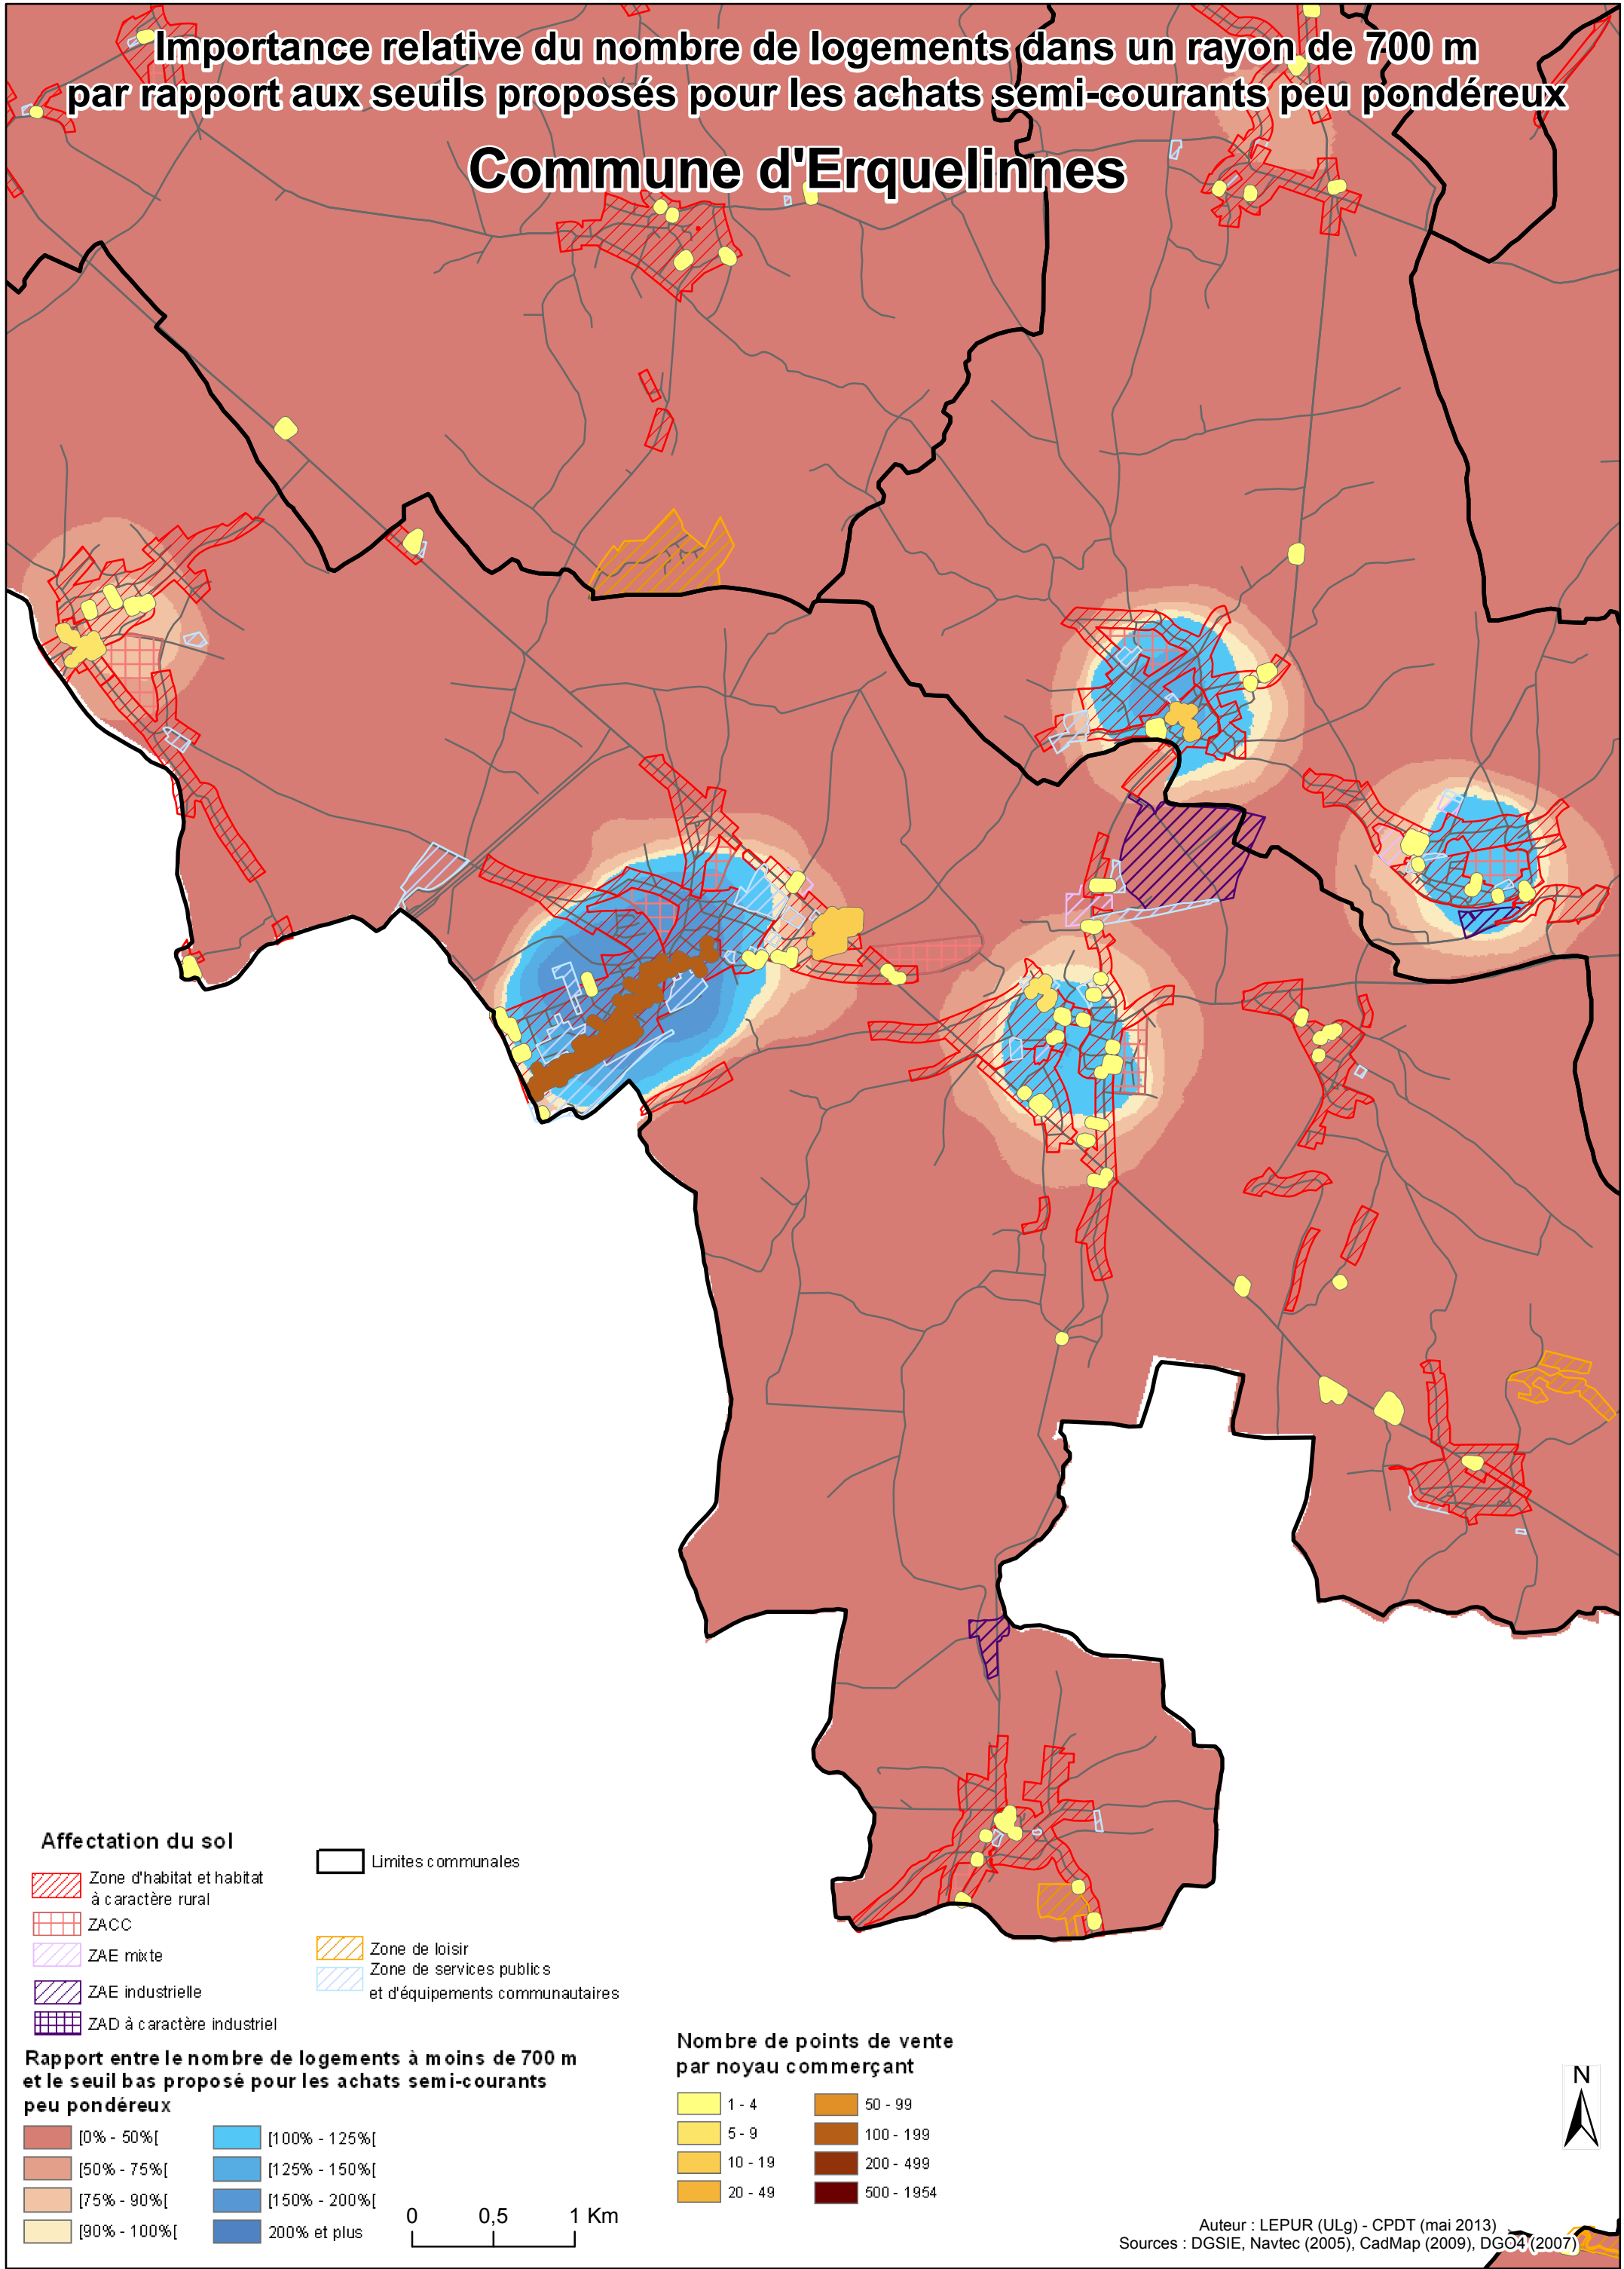 Importance relative du nombre de logements dans un rayon de 700 m
par rapport aux seuils proposés pour les achats semi-courants peu pondéreux
Commune d'Erquelinnes
Affectation du sol
Zone d'habitat et habitat
à caractère rural
ZACC
ZAE mixte
ZAE industrielle
ZAD à caractère industriel
Limites communales
Zone de loisir
Zone de services publics
et d'équipements communautaires
Rapport entre le nombre de logements à moins de 700 m
et le seuil bas proposé pour les achats semi-courants
peu pondéreux
[0% - 50%[
[50% - 75%[
[75% - 90%[
[90% - 100%[
[100% - 125%[
[125% - 150%[
[150% - 200%[
200% et plus
0 0,5 1 Km
Nombre de points de vente
par noyau commerçant
1 - 4
5 - 9
10 - 19
20 - 49
50 - 99
100 - 199
200 - 499
500 - 1954
N
Auteur : LEPUR (ULg) - CPDT (mai 2013)
Sources : DGSIE, Navtec (2005), CadMap (2009), DGO4 (2007)